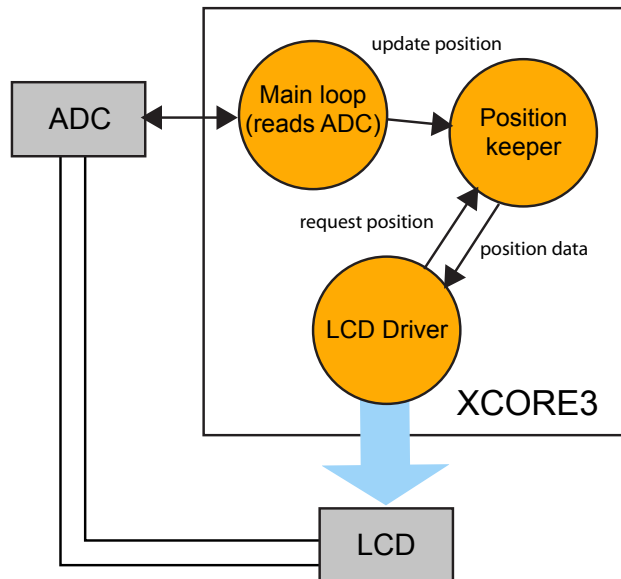 update position
ADC
Main loop
(reads ADC)
Position
keeper
request position
position data
LCD Driver
XCORE3
LCD